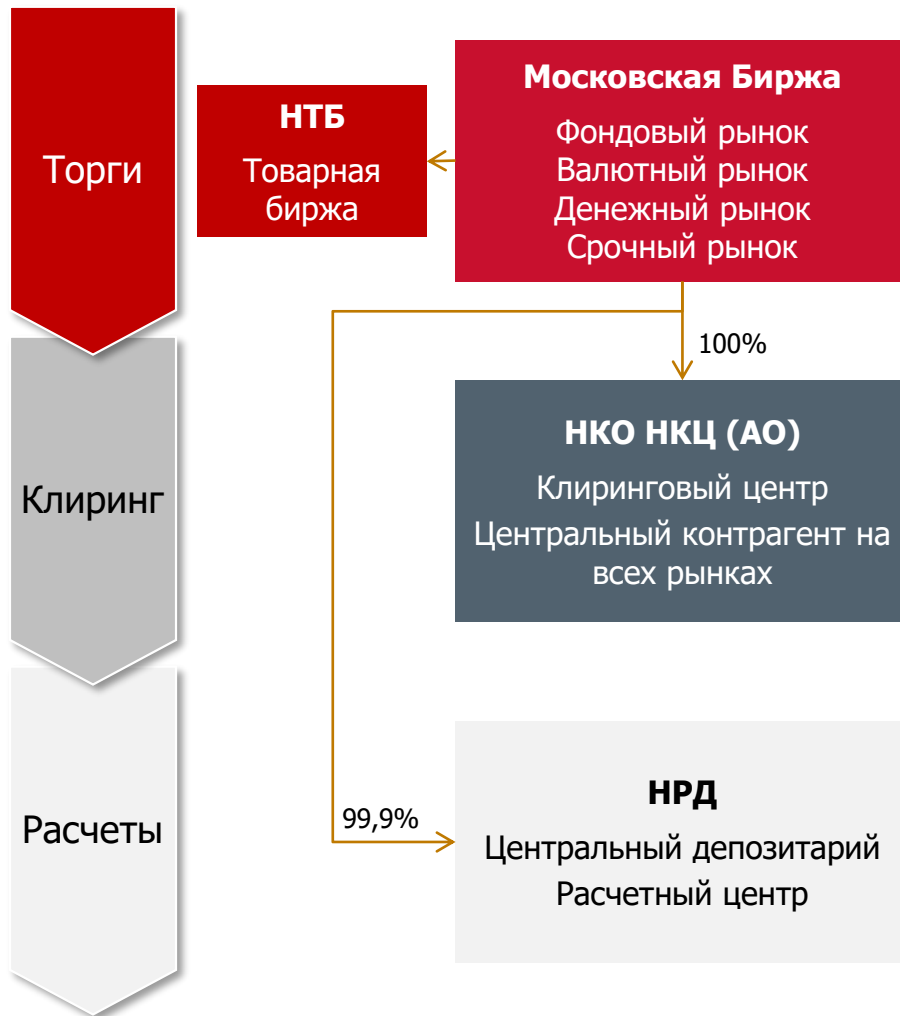 Торги
НТБ
Товарная
биржа
Московская Биржа
Фондовый рынок
Валютный рынок
Денежный рынок
Срочный рынок
100%
Клиринг
НКО НКЦ (АО)
Клиринговый центр
Центральный контрагент на
всех рынках
Расчеты
99,9%
НРД
Центральный депозитарий
Расчетный центр